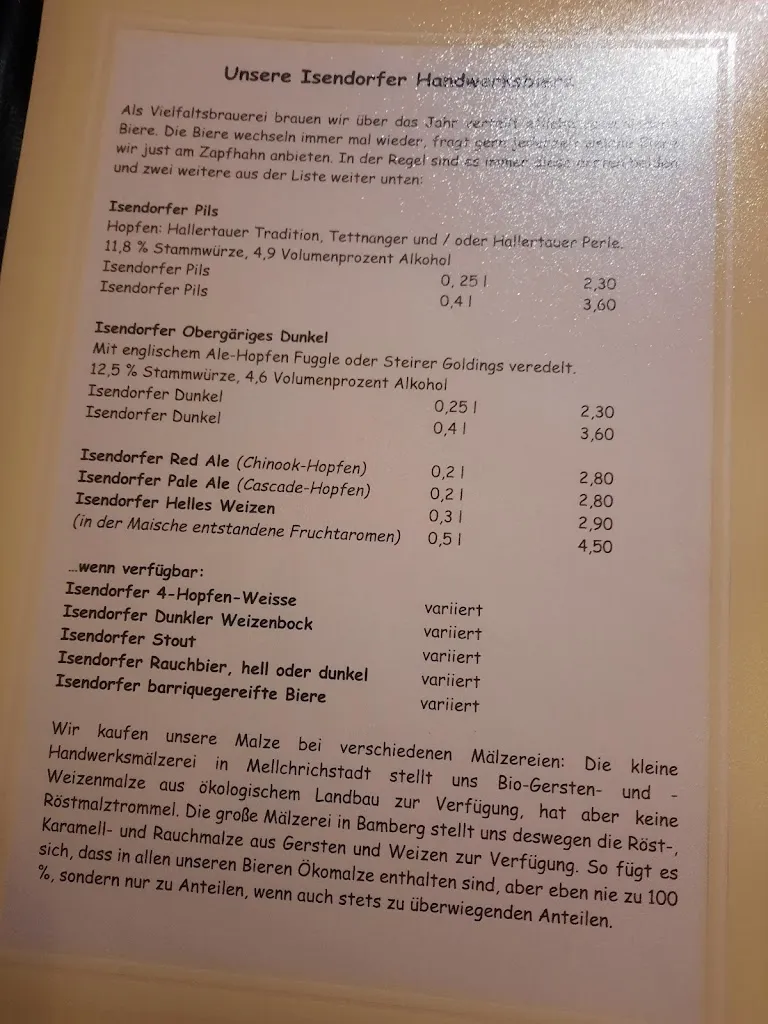 Unsere Isendorfer Handwerksbiere
Als Vielfaltsbrauerei brauen wir über das Jahr verteilt
Biere. Die Biere wechseln immer mal wieder, fragt gern
wir just am Zapfhahn anbieten. In der Regel sind es immer diese ersten beiden
und zwei weitere aus der Liste weiter unten:
Isendorfer Pils
Hopfen: Hallertauer Tradition, Tettnanger und / oder Hallertauer Perle.
11,8 % Stammwürze, 4,9 Volumenprozent Alkohol
Isendorfer Pils 0, 25 l 2,30
Isendorfer Pils 0,4 l 3,60
Isendorfer Obergäriges Dunkel
Mit englischem Ale-Hopfen Fuggle oder Steirer Goldings veredelt.
12,5 % Stammwürze, 4,6 Volumenprozent Alkohol
Isendorfer Dunkel 0,25 l 2,30
Isendorfer Dunkel 0,4 l 3,60
Isendorfer Red Ale (Chinook-Hopfen) 0,2 l 2,80
Isendorfer Pale Ale (Cascade-Hopfen) 0,2 l 2,80
Isendorfer Helles Weizen 0,3 l 2,90
(in der Maische entstandene Fruchtaromen) 0,5 l 4,50
…wenn verfügbar:
Isendorfer 4-Hopfen-Weisse variiert
Isendorfer Dunkler Weizenbock variiert
Isendorfer Stout variiert
Isendorfer Rauchbier, hell oder dunkel variiert
Isendorfer barriquegereifte Biere variiert
Wir kaufen unsere Malze bei verschiedenen Mälzereien: Die kleine
Handwerksmälzerei in Mellchrichstadt stellt uns Bio-Gersten- und -
Weizenmalze aus ökologischem Landbau zur Verfügung, hat aber keine
Röstmalztrommel. Die große Mälzerei in Bamberg stellt uns deswegen die Röst-,
Karamell- und Rauchmalze aus Gersten und Weizen zur Verfügung. So fügt es
sich, dass in allen unseren Bieren Ökomalze enthalten sind, aber eben nie zu 100
%, sondern nur zu Anteilen, wenn auch stets zu überwiegenden Anteilen.